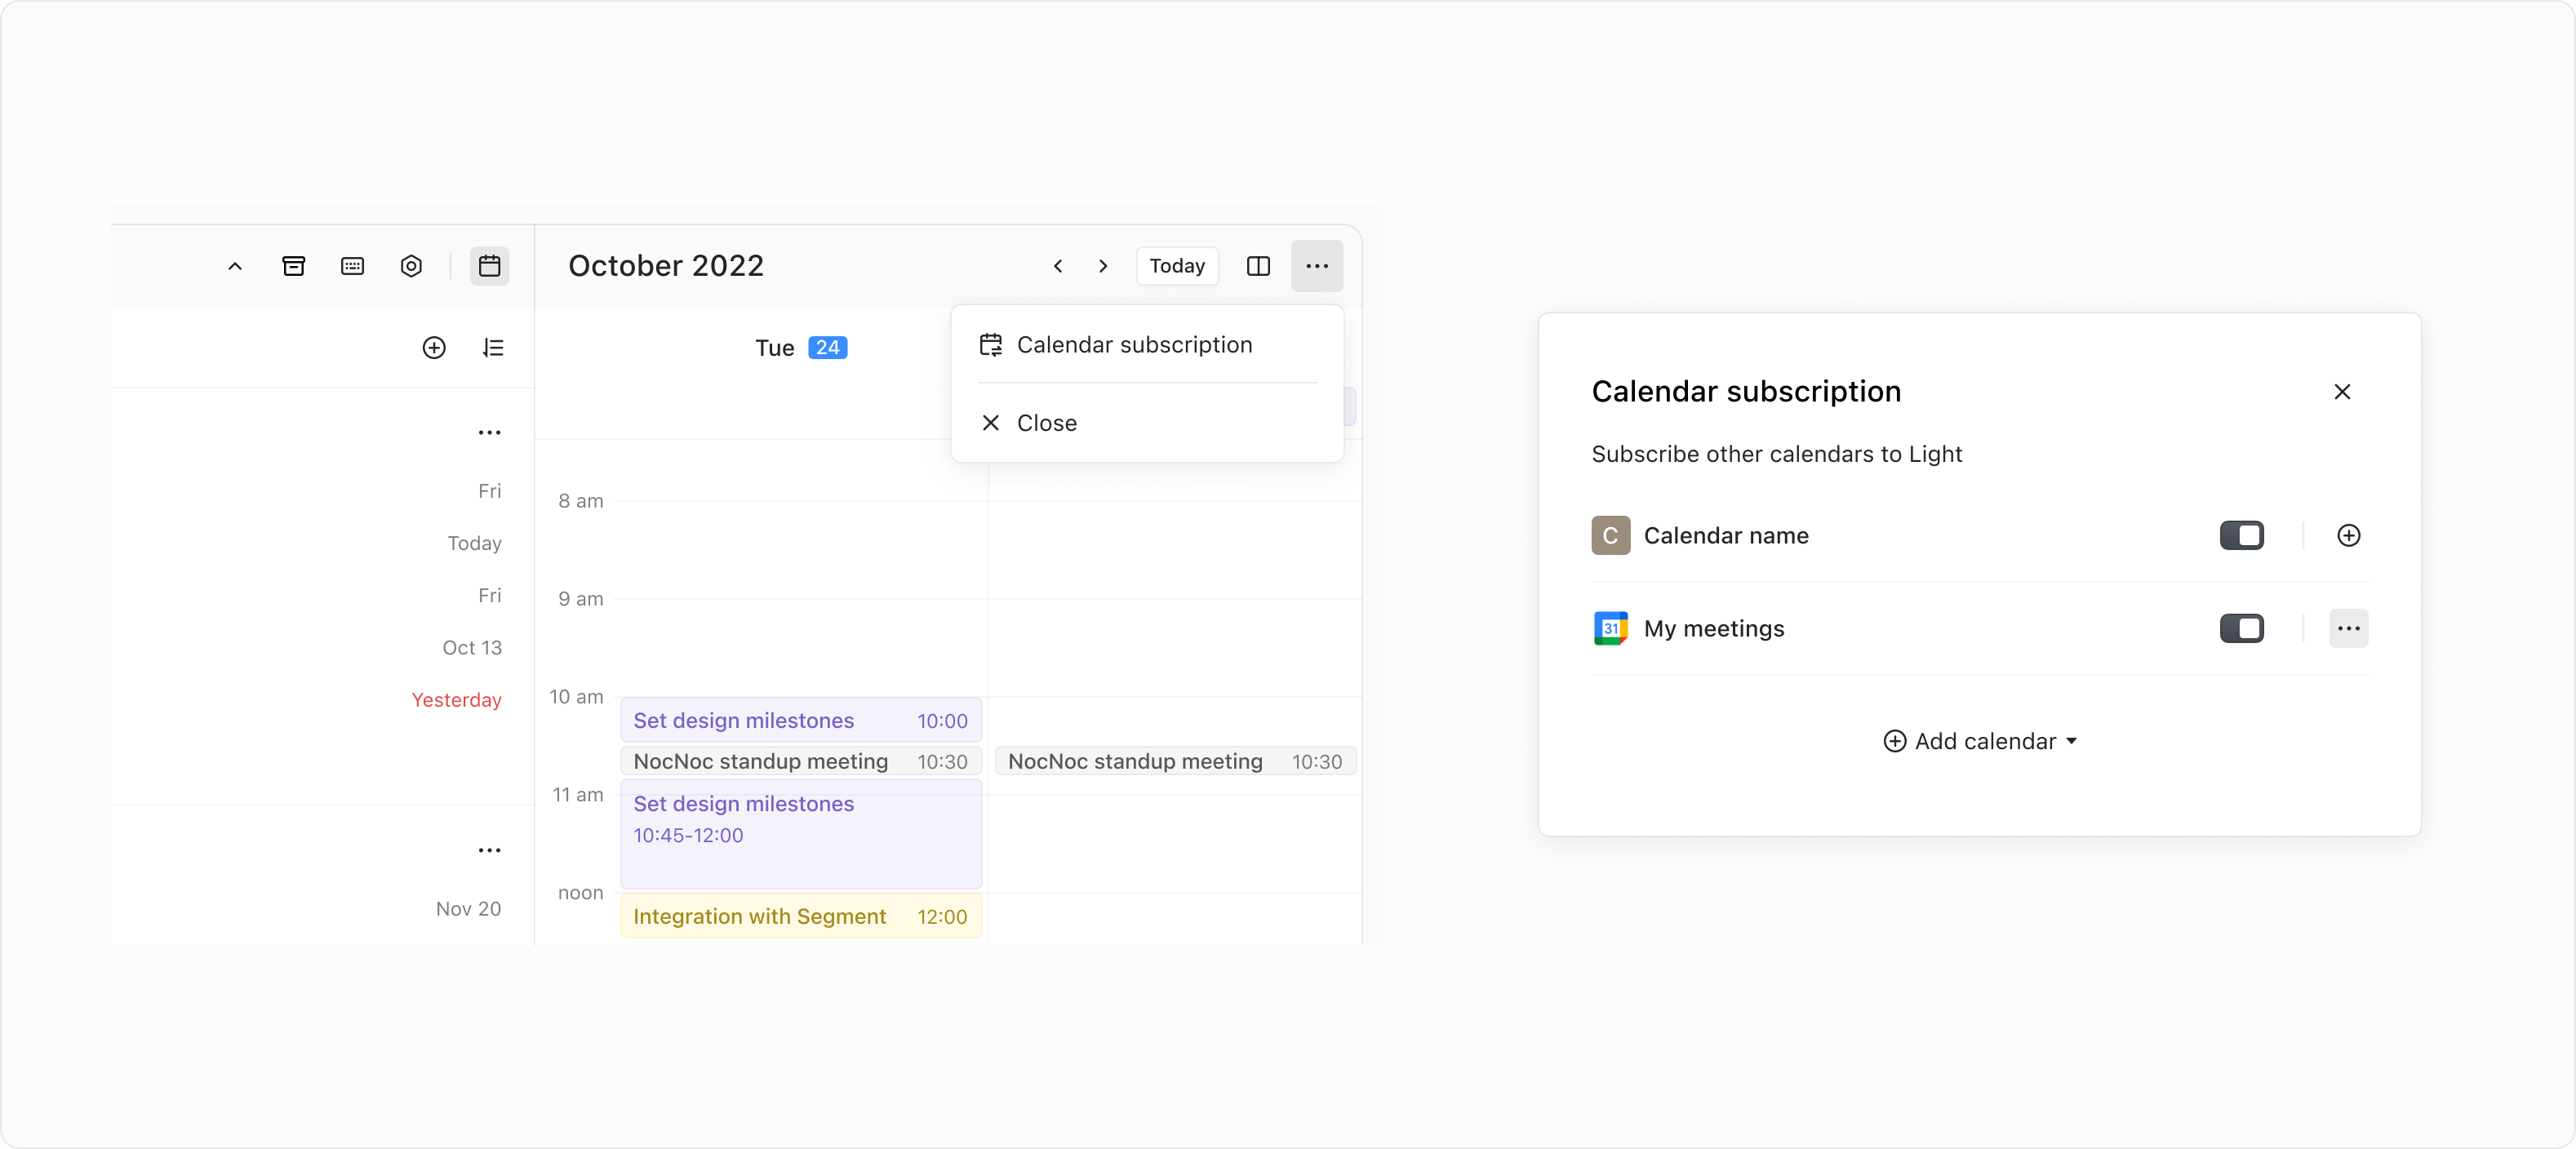 October 2022
Today
Calendar subscription
Close
Tue 24
Fri
Today
Fri
Oct 13
Yesterday
Nov 20
8 am
9 am
10 am
Set design milestones 10:00
NocNoc standup meeting 10:30
NocNoc standup meeting 10:30
11 am
Set design milestones
10:45-12:00
noon
Integration with Segment 12:00
Calendar subscription
Subscribe other calendars to Light
C Calendar name
31 My meetings
Add calendar